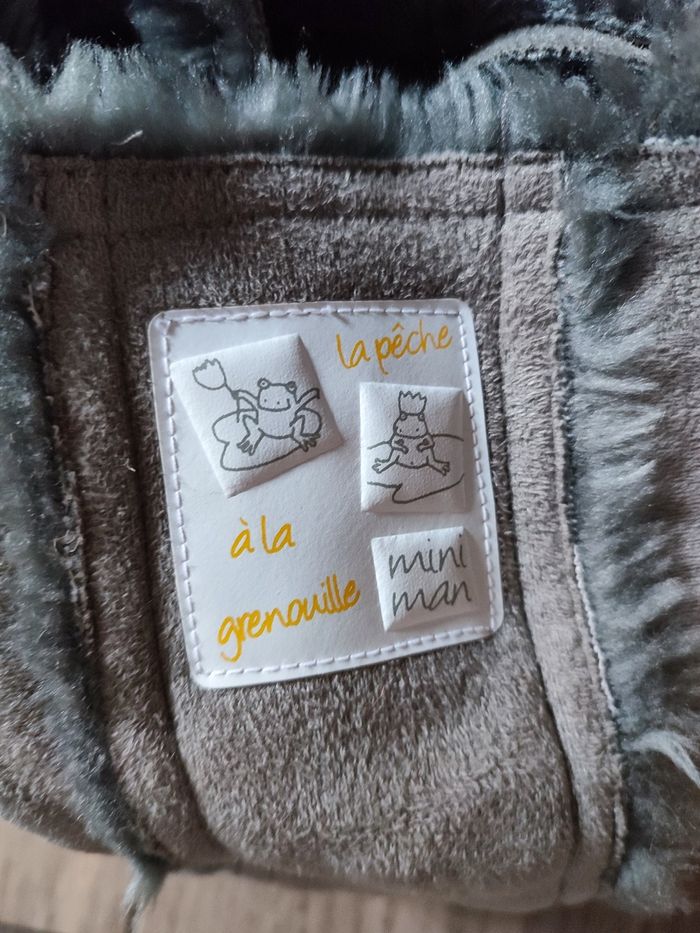 la pêche
à la
grenouille
mini
man